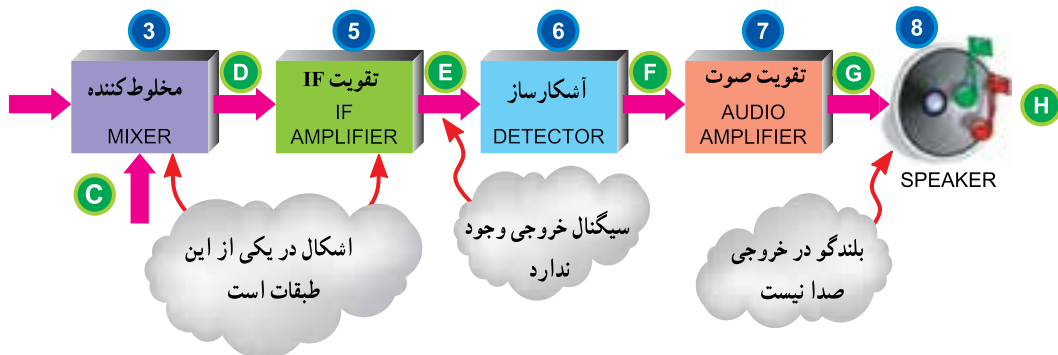 3
5
6
7
8
مخلوط‌کننده
MIXER
D
تقویت IF
IF
AMPLIFIER
E
آشکارساز
DETECTOR
F
تقویت صوت
AUDIO
AMPLIFIER
G
H
SPEAKER
C
اشکال در یکی از این
طبقات است
سیگنال خروجی وجود
ندارد
بلندگو در خروجی
صدا نیست